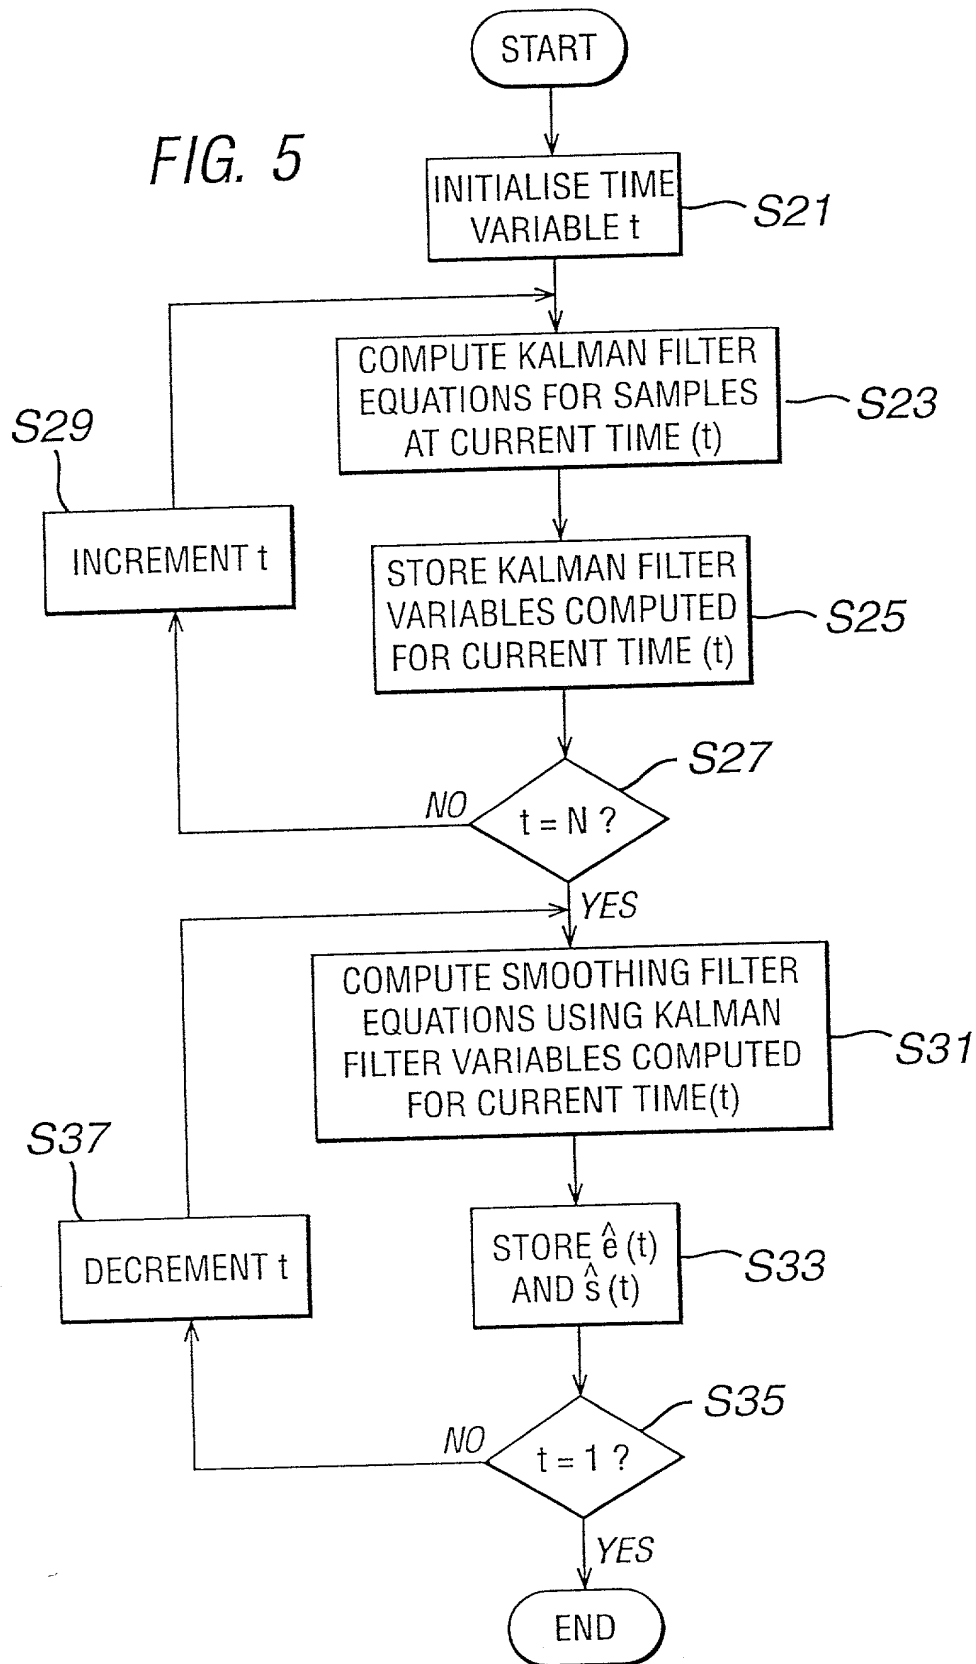 START
FIG. 5
INITIALISE TIME
VARIABLE t
S21
COMPUTE KALMAN FILTER
EQUATIONS FOR SAMPLES
AT CURRENT TIME (t)
S23
S29
INCREMENT t
STORE KALMAN FILTER
VARIABLES COMPUTED
FOR CURRENT TIME (t)
S25
S27
NO
t = N ?
YES
COMPUTE SMOOTHING FILTER
EQUATIONS USING KALMAN
FILTER VARIABLES COMPUTED
FOR CURRENT TIME(t)
S31
S37
DECREMENT t
STORE ê (t)
AND ŝ (t)
S33
S35
NO
t = 1 ?
YES
END